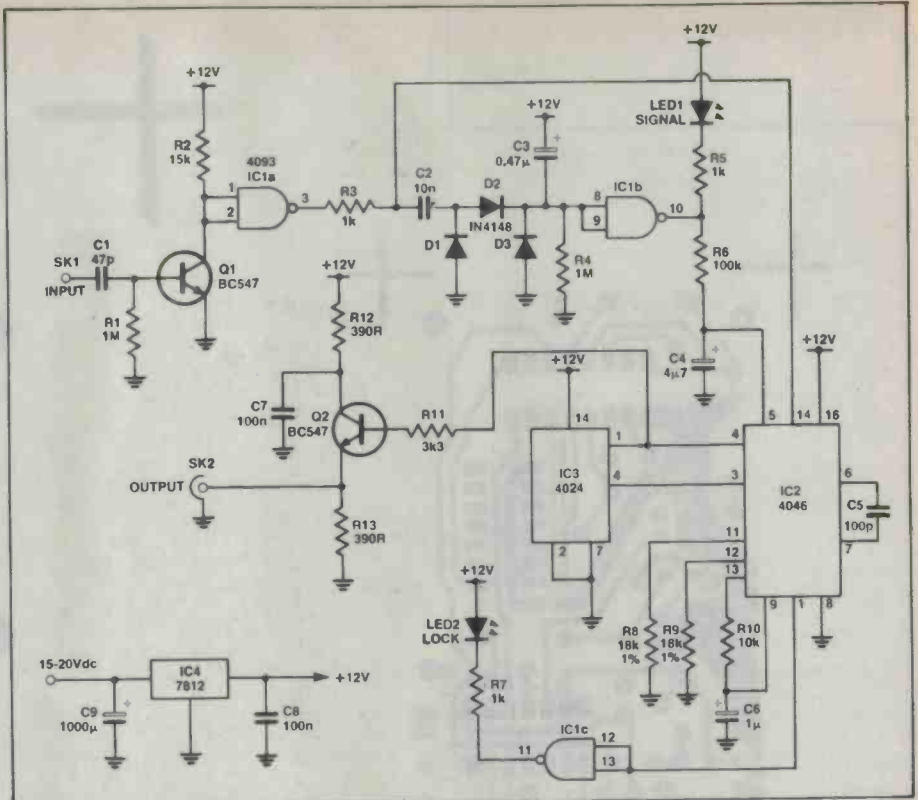 +12V
+12V
R2
15k
4093
IC1a
1
2
3
R3
1k
C2
10n
D2
IN4148
D1
D3
+12V
C3
0,47µ
LED1
SIGNAL
R5
1k
IC1b
8
9
10
R4
1M
R6
100k
C1
47p
SK1
INPUT
Q1
BC547
R1
1M
+12V
R12
390R
C7
100n
Q2
BC547
R11
3k3
SK2
OUTPUT
R13
390R
+12V
14
1
4
IC3
4024
2
7
C4
4µ7
+12V
5
14
16
4
3
6
IC2
4046
C5
100p
7
11
12
13
9
1
8
R8
18k
1%
R9
18k
1%
R10
10k
C6
1µ
+12V
LED2
LOCK
R7
1k
IC1c
11
12
13
15-20Vdc
IC4
7812
+12V
C9
1000µ
C8
100n